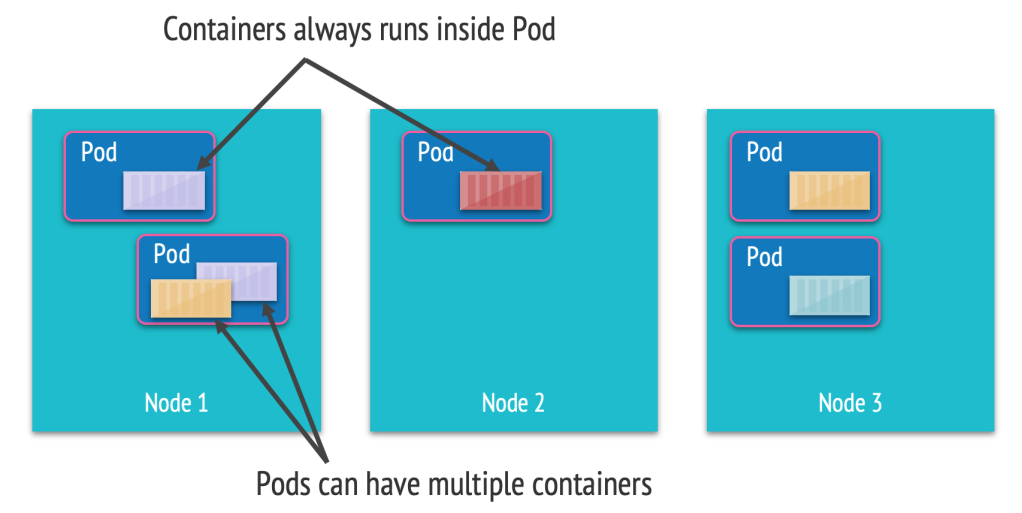 Containers always runs inside Pod
Pod
Pod
Node 1
Pod
Node 2
Pod
Pod
Node 3
Pods can have multiple containers